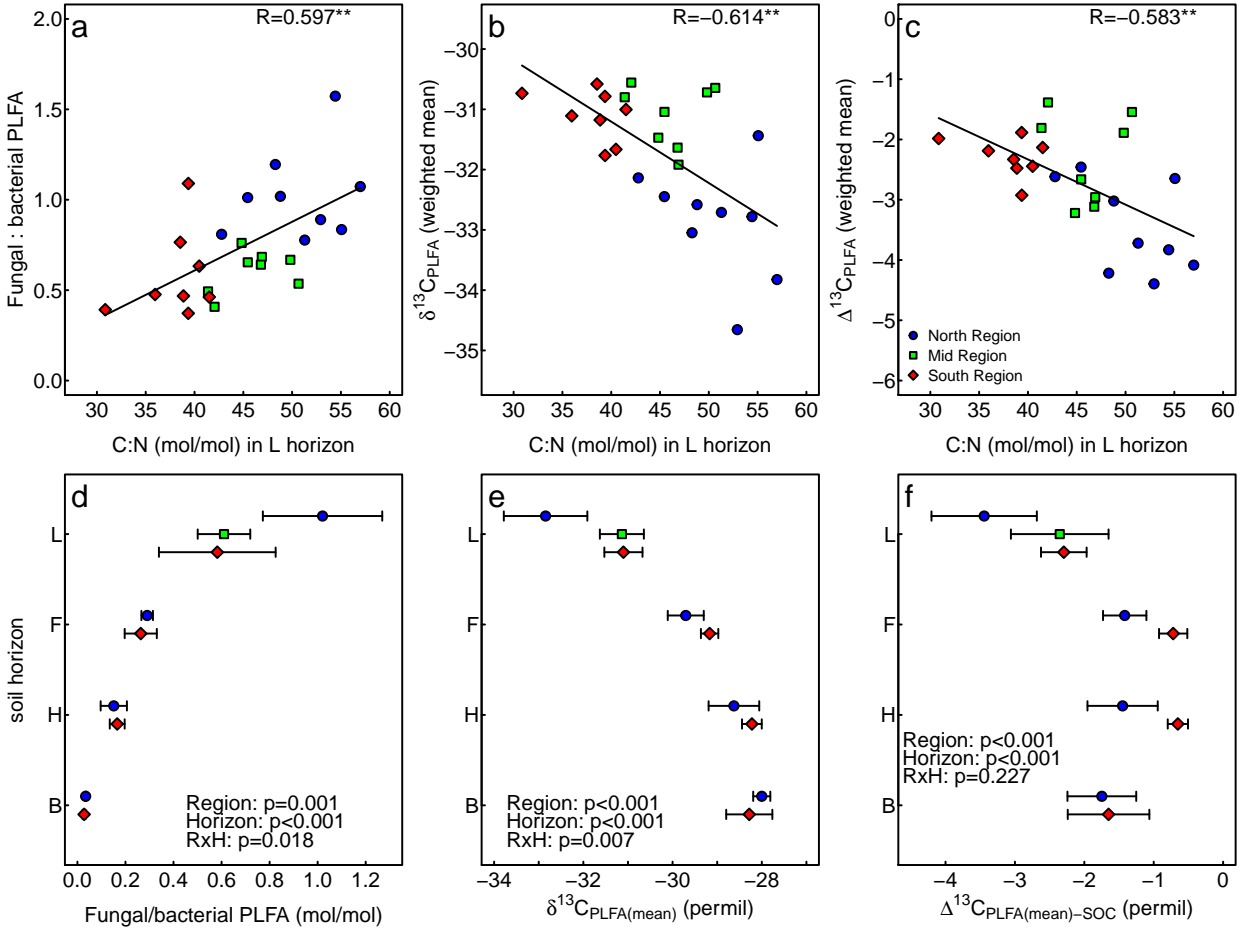 a
R=0.597**
Fungal : bacterial PLFA
2.0
1.5
1.0
0.5
0.0
30 35 40 45 50 55 60
C:N (mol/mol) in L horizon
b
R=−0.614**
δ¹³C_PLFA (weighted mean)
−30
−31
−32
−33
−34
−35
30 35 40 45 50 55 60
C:N (mol/mol) in L horizon
c
R=−0.583**
Δ¹³C_PLFA (weighted mean)
0
−1
−2
−3
−4
−5
−6
North Region
Mid Region
South Region
30 35 40 45 50 55 60
C:N (mol/mol) in L horizon
d
soil horizon
L
F
H
B
Region: p=0.001
Horizon: p<0.001
RxH: p=0.018
0.0 0.2 0.4 0.6 0.8 1.0 1.2
Fungal/bacterial PLFA (mol/mol)
e
L
F
H
B
Region: p<0.001
Horizon: p<0.001
RxH: p=0.007
−34 −32 −30 −28
δ¹³C_PLFA(mean) (permil)
f
L
F
H
B
Region: p<0.001
Horizon: p<0.001
RxH: p=0.227
−4 −3 −2 −1 0
Δ¹³C_PLFA(mean)−SOC (permil)